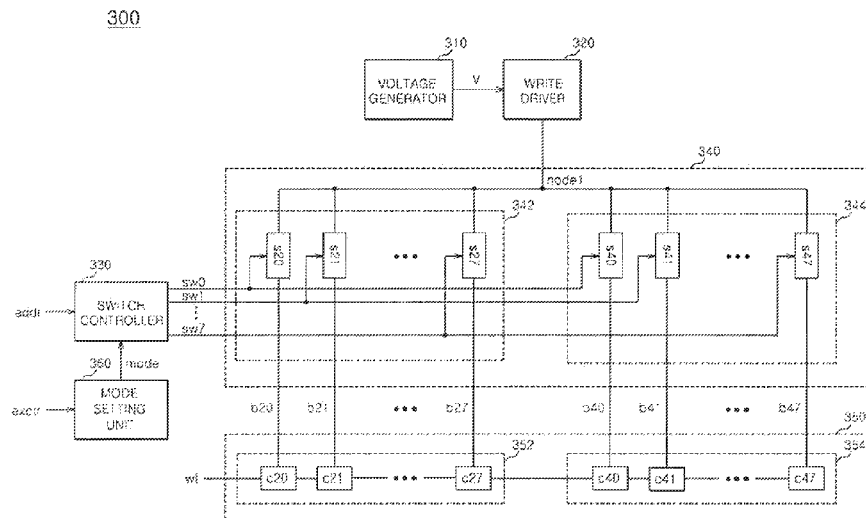 300
310
320
VOLTAGE GENERATOR
V
WRITE DRIVER
340
node1
342
344
s20
s21
•••
s27
s40
s41
•••
s47
330
SWITCH CONTROLLER
addr
sw0
sw1
sw7
360
mode
MODE SETTING UNIT
exctr
b20
b21
•••
b27
b40
b41
•••
b47
350
352
354
wl
c20
c21
•••
c27
c40
c41
•••
c47